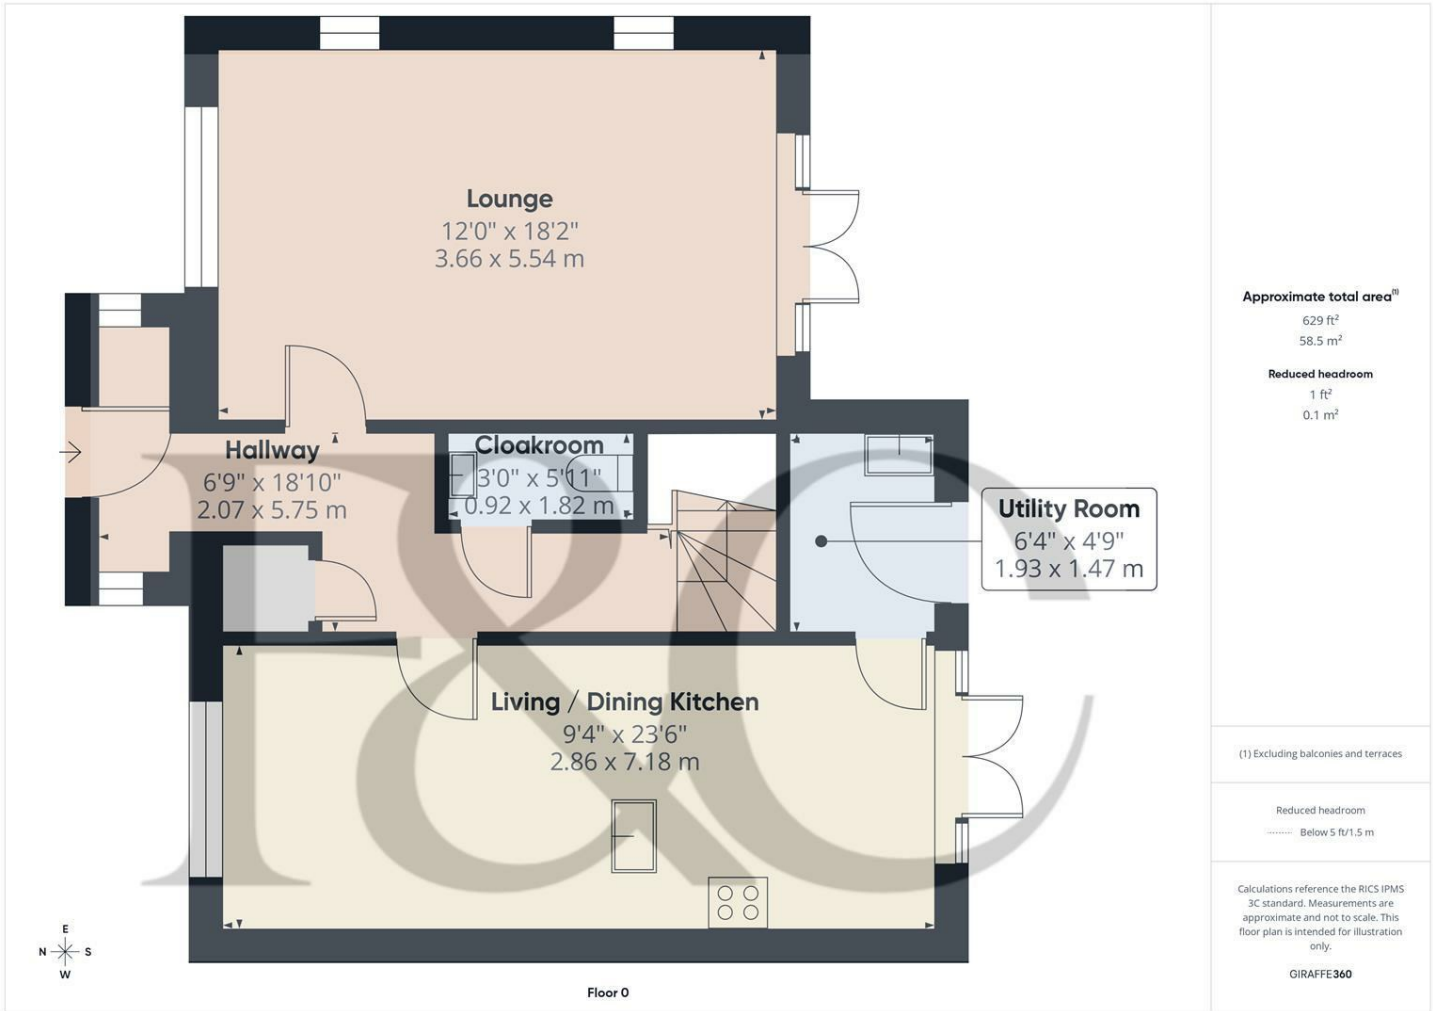 Lounge
12'0" x 18'2"
3.66 x 5.54 m
Hallway
6'9" x 18'10"
2.07 x 5.75 m
Cloakroom
3'0" x 5'11"
0.92 x 1.82 m
Utility Room
6'4" x 4'9"
1.93 x 1.47 m
Living / Dining Kitchen
9'4" x 23'6"
2.86 x 7.18 m
F&C
E
N S
W
Floor 0
Approximate total area(1)
629 ft²
58.5 m²
Reduced headroom
1 ft²
0.1 m²
(1) Excluding balconies and terraces
Reduced headroom
Below 5 ft/1.5 m
Calculations reference the RICS IPMS
3C standard. Measurements are
approximate and not to scale. This
floor plan is intended for illustration
only.
GIRAFFE360